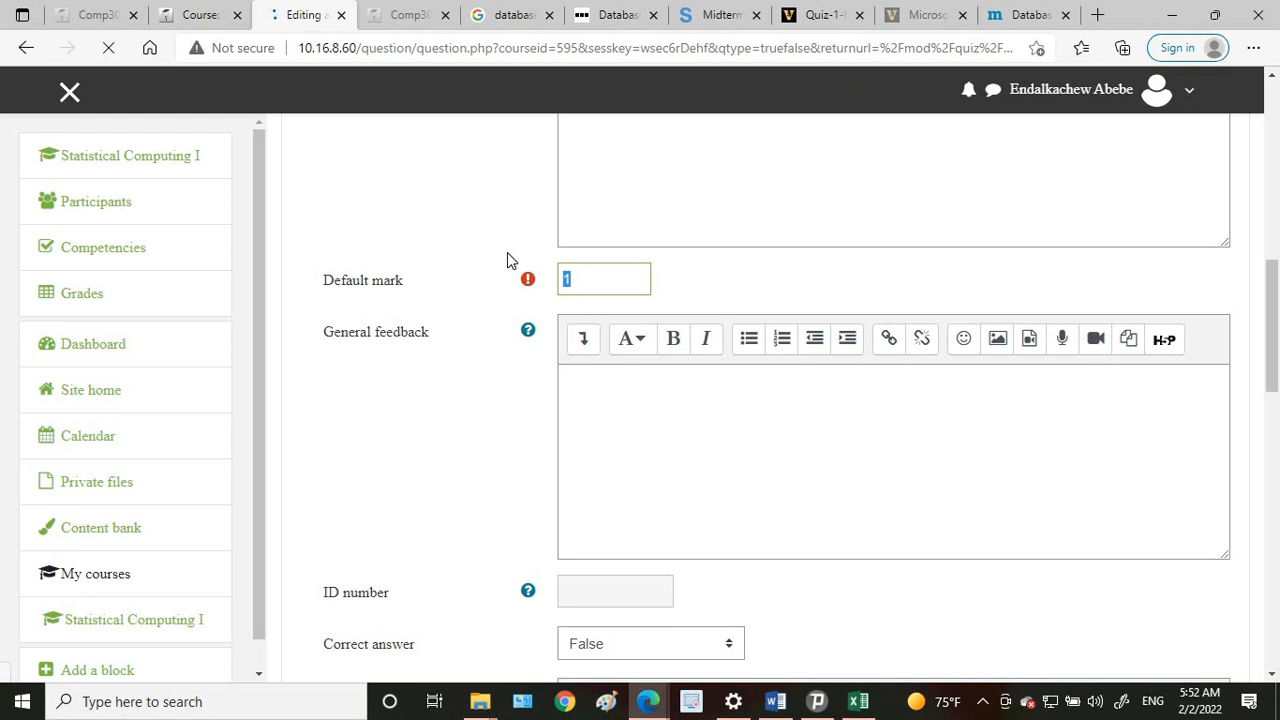 Comp30
Course:
Editing a
Comp30
database
Databas
Midterm
Quiz-1-
Microso
Databas
Not secure
10.16.8.60/question/question.php?courseid=595&sesskey=wsec6rDehf&qtype=truefalse&returnurl=%2Fmod%2Fquiz%2F...
Sign in
Endalkachew Abebe
Statistical Computing I
Participants
Competencies
Grades
Dashboard
Site home
Calendar
Private files
Content bank
My courses
Statistical Computing I
Add a block
Default mark
1
General feedback
A B I
H-P
ID number
Correct answer
False
Type here to search
75°F
ENG
5:52 AM
2/2/2022